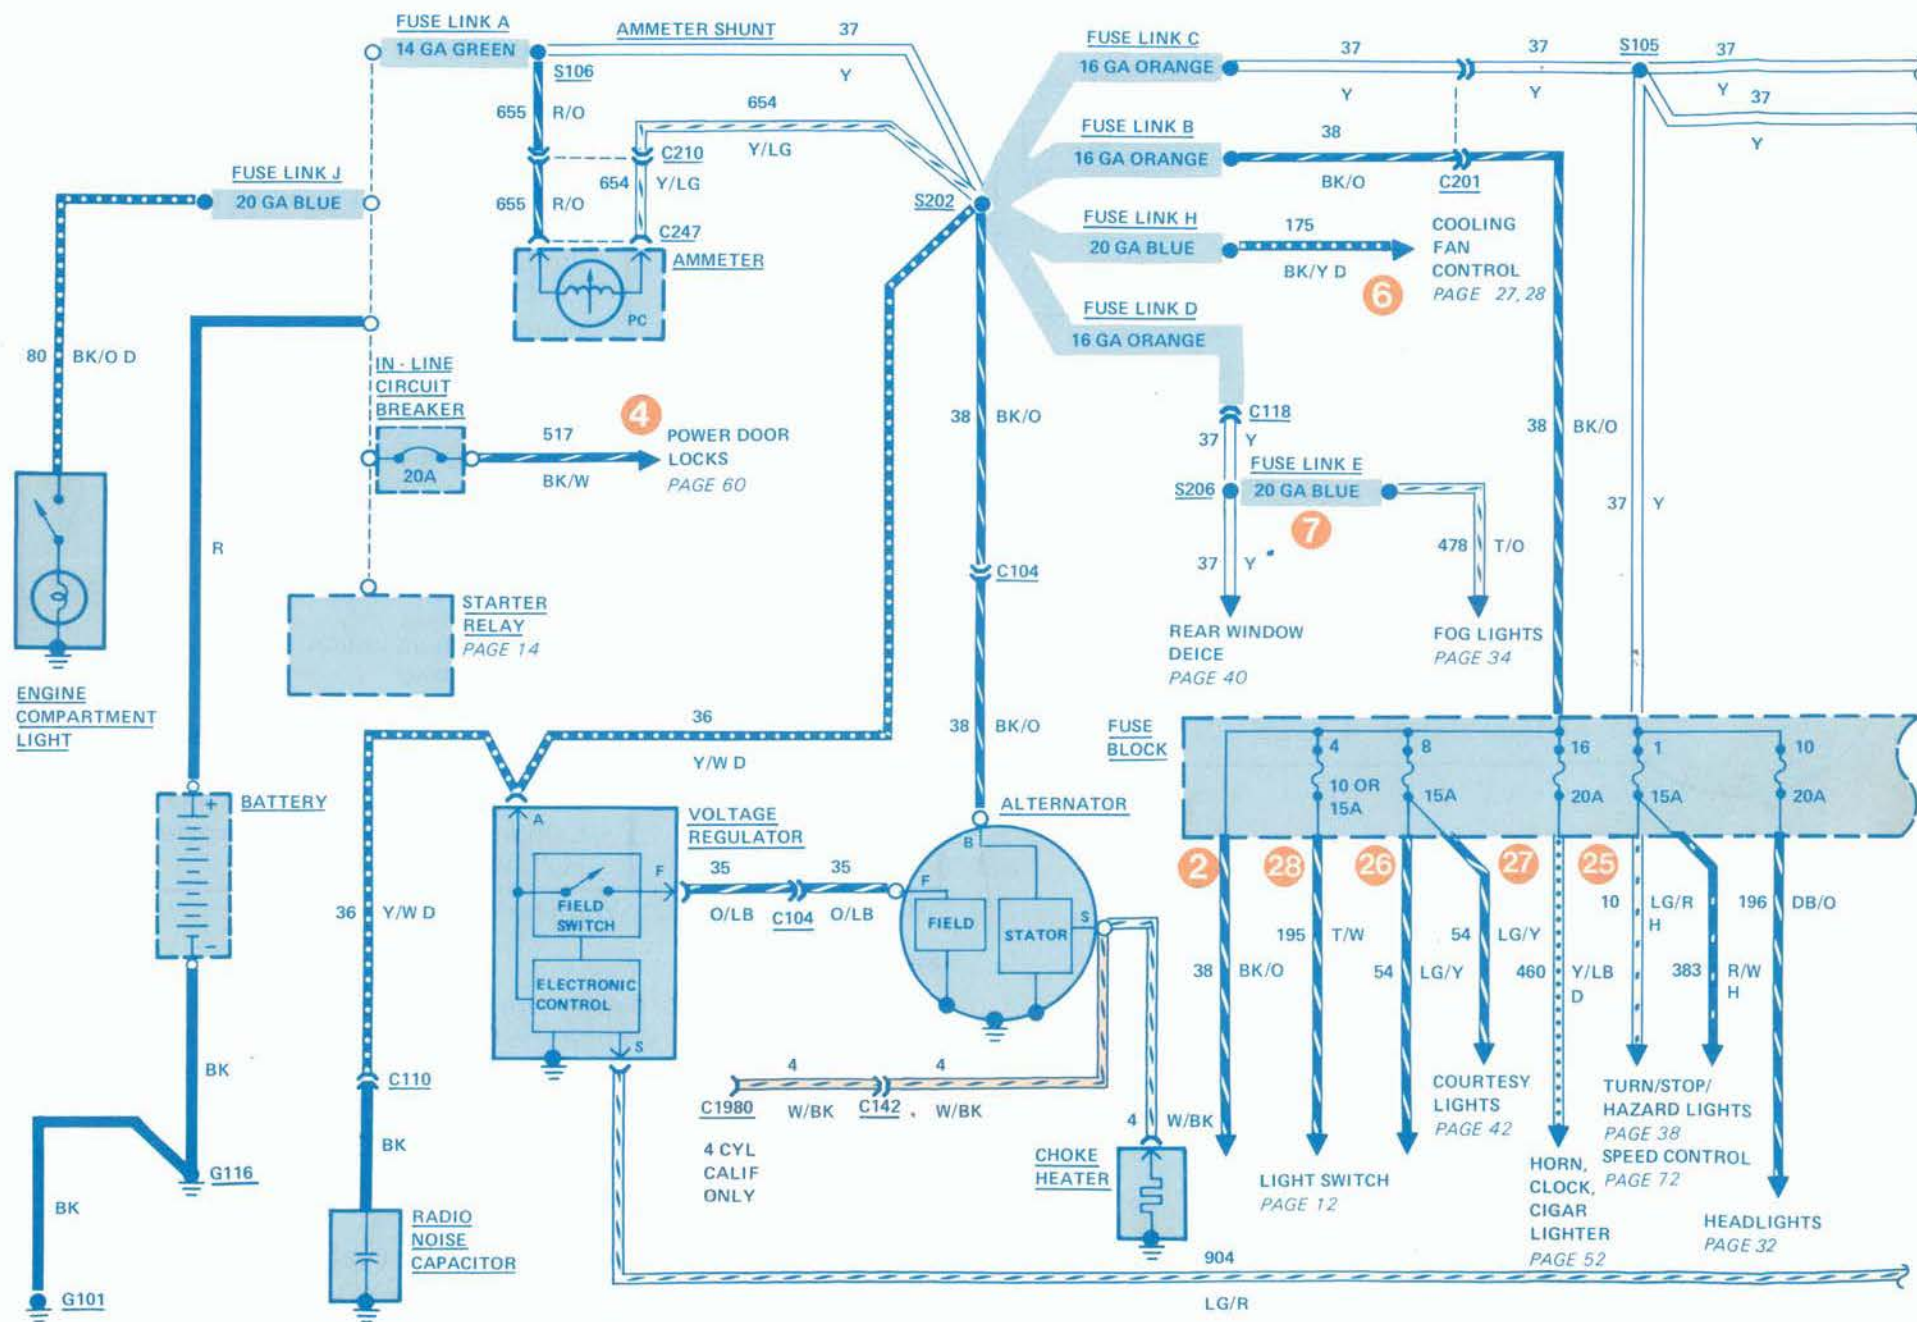 FUSE LINK A
14 GA GREEN
AMMETER SHUNT
37
Y
S106
655
R/O
654
Y/LG
C210
654
Y/LG
655
R/O
C247
AMMETER
PC
FUSE LINK J
20 GA BLUE
80
BK/O D
IN - LINE
CIRCUIT
BREAKER
20A
517
BK/W
4
POWER DOOR
LOCKS
PAGE 60
R
STARTER
RELAY
PAGE 14
ENGINE
COMPARTMENT
LIGHT
BATTERY
+
-
BK
G116
BK
G101
36
Y/W D
36
Y/W D
C110
BK
RADIO
NOISE
CAPACITOR
S202
FUSE LINK C
16 GA ORANGE
37
Y
37
Y
S105
37
Y
37
Y
FUSE LINK B
16 GA ORANGE
38
BK/O
C201
FUSE LINK H
20 GA BLUE
175
BK/Y D
6
COOLING
FAN
CONTROL
PAGE 27, 28
FUSE LINK D
16 GA ORANGE
C118
37
Y
S206
FUSE LINK E
20 GA BLUE
7
37
Y
478
T/O
REAR WINDOW
DEICE
PAGE 40
FOG LIGHTS
PAGE 34
38
BK/O
38
BK/O
37
Y
C104
38
BK/O
VOLTAGE
REGULATOR
A
F
FIELD
SWITCH
ELECTRONIC
CONTROL
S
35
O/LB
C104
35
O/LB
ALTERNATOR
B
F
FIELD
STATOR
S
4
W/BK
C1980
C142
4
W/BK
4 CYL
CALIF
ONLY
4
W/BK
CHOKE
HEATER
904
LG/R
FUSE
BLOCK
4
10 OR
15A
8
15A
16
20A
1
15A
10
20A
2
28
26
27
25
38
BK/O
195
T/W
54
LG/Y
54
LG/Y
460
Y/LB
D
10
LG/R
H
383
R/W
H
196
DB/O
LIGHT SWITCH
PAGE 12
COURTESY
LIGHTS
PAGE 42
HORN,
CLOCK,
CIGAR
LIGHTER
PAGE 52
TURN/STOP/
HAZARD LIGHTS
PAGE 38
SPEED CONTROL
PAGE 72
HEADLIGHTS
PAGE 32